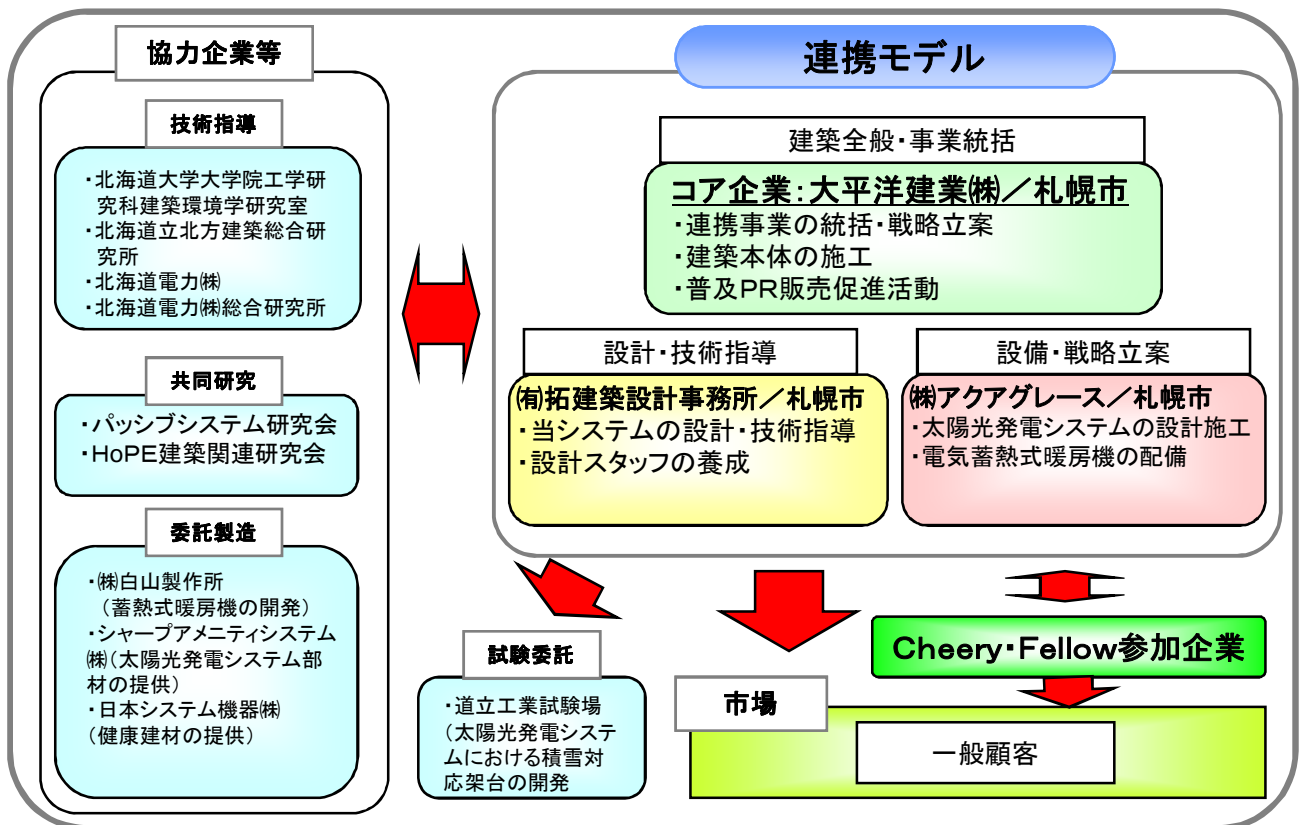 協力企業等
技術指導
・北海道大学大学院工学研
究科建築環境学研究室
・北海道立北方建築総合研
究所
・北海道電力㈱
・北海道電力㈱総合研究所
共同研究
・パッシブシステム研究会
・HoPE建築関連研究会
委託製造
・㈱白山製作所
（蓄熱式暖房機の開発）
・シャープアメニティシステム
㈱（太陽光発電システム部
材の提供）
・日本システム機器㈱
（健康建材の提供）
連携モデル
建築全般・事業統括
コア企業：大平洋建業㈱／札幌市
・連携事業の統括・戦略立案
・建築本体の施工
・普及PR販売促進活動
設計・技術指導
㈲拓建築設計事務所／札幌市
・当システムの設計・技術指導
・設計スタッフの養成
設備・戦略立案
㈱アクアグレース／札幌市
・太陽光発電システムの設計施工
・電気蓄熱式暖房機の配備
試験委託
・道立工業試験場
（太陽光発電システ
ムにおける積雪対
応架台の開発
Cheery・Fellow参加企業
市場
一般顧客